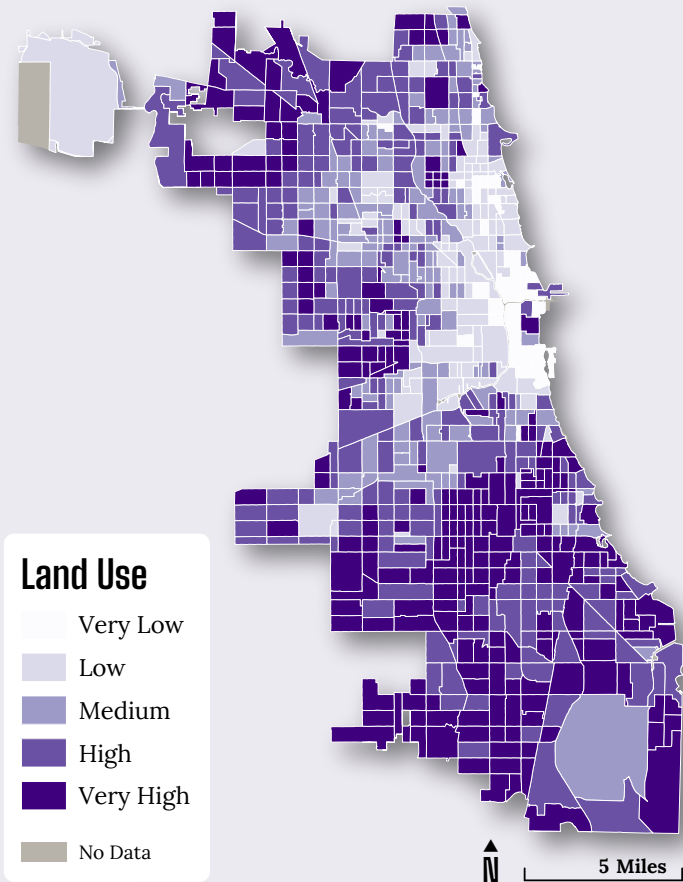 Land Use
Very Low
Low
Medium
High
Very High
No Data
N
5 Miles